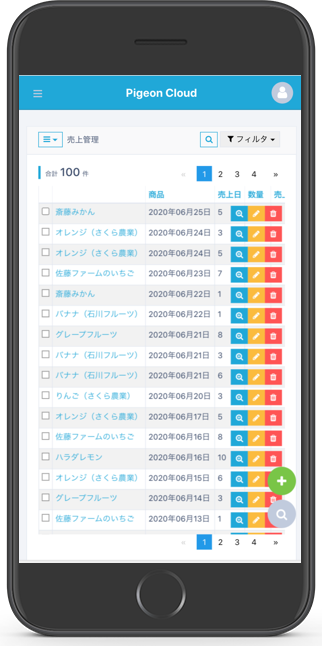 Pigeon Cloud
売上管理
フィルタ
合計 100 件
« 1 2 3 4 »
商品 売上日 数量 売
斎藤みかん 2020年06月25日 5
オレンジ（さくら農業） 2020年06月24日 3
オレンジ（さくら農業） 2020年06月24日 5
佐藤ファームのいちご 2020年06月23日 7
斎藤みかん 2020年06月22日 1
バナナ（石川フルーツ） 2020年06月22日 1
グレープフルーツ 2020年06月21日 8
バナナ（石川フルーツ） 2020年06月21日 3
バナナ（石川フルーツ） 2020年06月21日 6
りんご（さくら農業） 2020年06月20日 3
オレンジ（さくら農業） 2020年06月17日 5
佐藤ファームのいちご 2020年06月16日 8
ハラダレモン 2020年06月16日 10
オレンジ（さくら農業） 2020年06月15日 6
グレープフルーツ 2020年06月14日 3
佐藤ファームのいちご 2020年06月13日 1
« 1 2 3 4 »